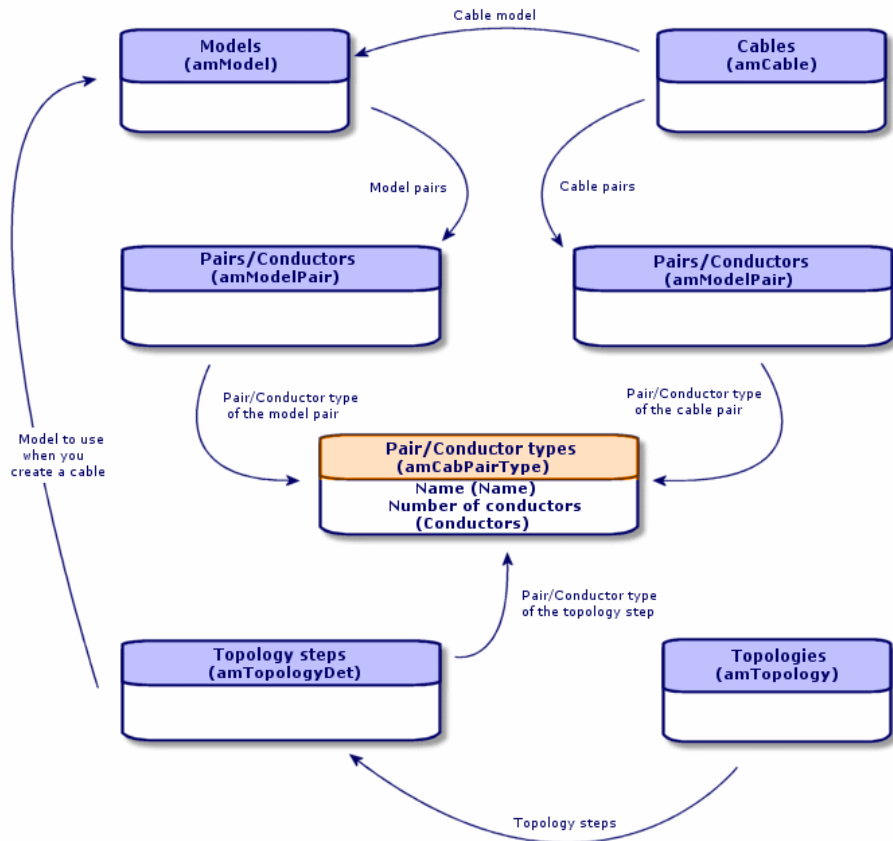 Cable model
Models
(amModel)
Cables
(amCable)
Model pairs
Cable pairs
Pairs/Conductors
(amModelPair)
Pairs/Conductors
(amModelPair)
Pair/Conductor type
of the model pair
Pair/Conductor type
of the cable pair
Model to use
when you
create a cable
Pair/Conductor types
(amCabPairType)
Name (Name)
Number of conductors
(Conductors)
Pair/Conductor type
of the topology step
Topology steps
(amTopologyDet)
Topologies
(amTopology)
Topology steps